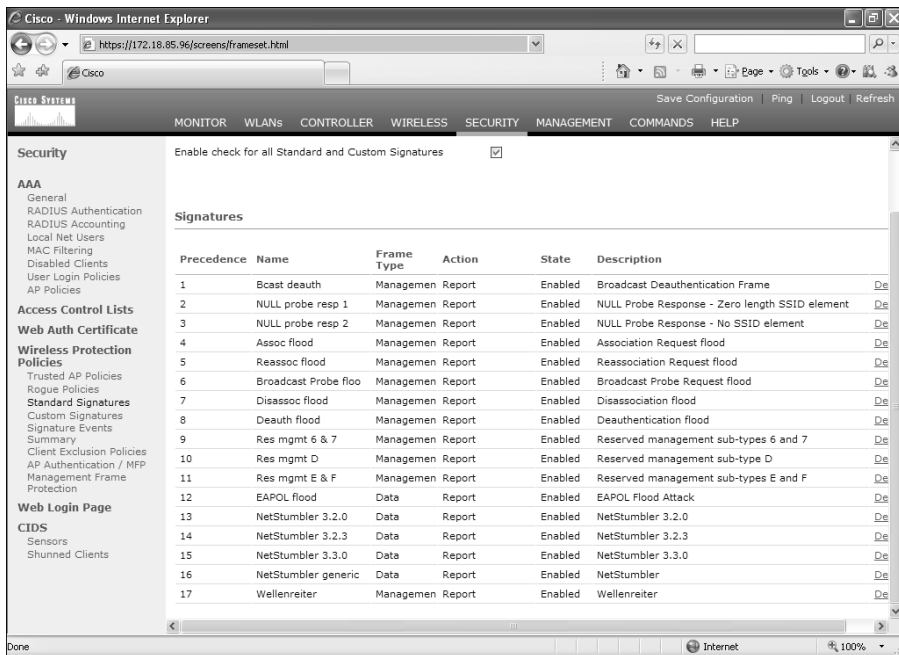 Cisco - Windows Internet Explorer
https://172.18.85.96/screens/frameset.html
Cisco
Page
Tools
CISCO SYSTEMS
Save Configuration | Ping | Logout | Refresh
MONITOR WLANs CONTROLLER WIRELESS SECURITY MANAGEMENT COMMANDS HELP
Security
AAA
General
RADIUS Authentication
RADIUS Accounting
Local Net Users
MAC Filtering
Disabled Clients
User Login Policies
AP Policies
Access Control Lists
Web Auth Certificate
Wireless Protection
Policies
Trusted AP Policies
Rogue Policies
Standard Signatures
Custom Signatures
Signature Events
Summary
Client Exclusion Policies
AP Authentication / MFP
Management Frame
Protection
Web Login Page
CIDS
Sensors
Shunned Clients
Enable check for all Standard and Custom Signatures
Signatures
Precedence Name Frame Type Action State Description
1 Bcast deauth Managemen Report Enabled Broadcast Deauthentication Frame De
2 NULL probe resp 1 Managemen Report Enabled NULL Probe Response - Zero length SSID element De
3 NULL probe resp 2 Managemen Report Enabled NULL Probe Response - No SSID element De
4 Assoc flood Managemen Report Enabled Association Request flood De
5 Reassoc flood Managemen Report Enabled Reassociation Request flood De
6 Broadcast Probe floo Managemen Report Enabled Broadcast Probe Request flood De
7 Disassoc flood Managemen Report Enabled Disassociation flood De
8 Deauth flood Managemen Report Enabled Deauthentication flood De
9 Res mgmt 6 & 7 Managemen Report Enabled Reserved management sub-types 6 and 7 De
10 Res mgmt D Managemen Report Enabled Reserved management sub-type D De
11 Res mgmt E & F Managemen Report Enabled Reserved management sub-types E and F De
12 EAPOL flood Data Report Enabled EAPOL Flood Attack De
13 NetStumbler 3.2.0 Data Report Enabled NetStumbler 3.2.0 De
14 NetStumbler 3.2.3 Data Report Enabled NetStumbler 3.2.3 De
15 NetStumbler 3.3.0 Data Report Enabled NetStumbler 3.3.0 De
16 NetStumbler generic Data Report Enabled NetStumbler De
17 Wellenreiter Managemen Report Enabled Wellenreiter De
Done
Internet
100%